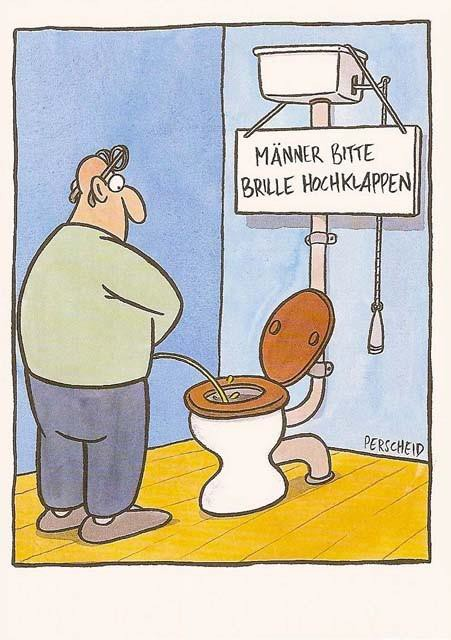 MÄNNER BITTE
BRILLE HOCHKLAPPEN
PERSCHEID